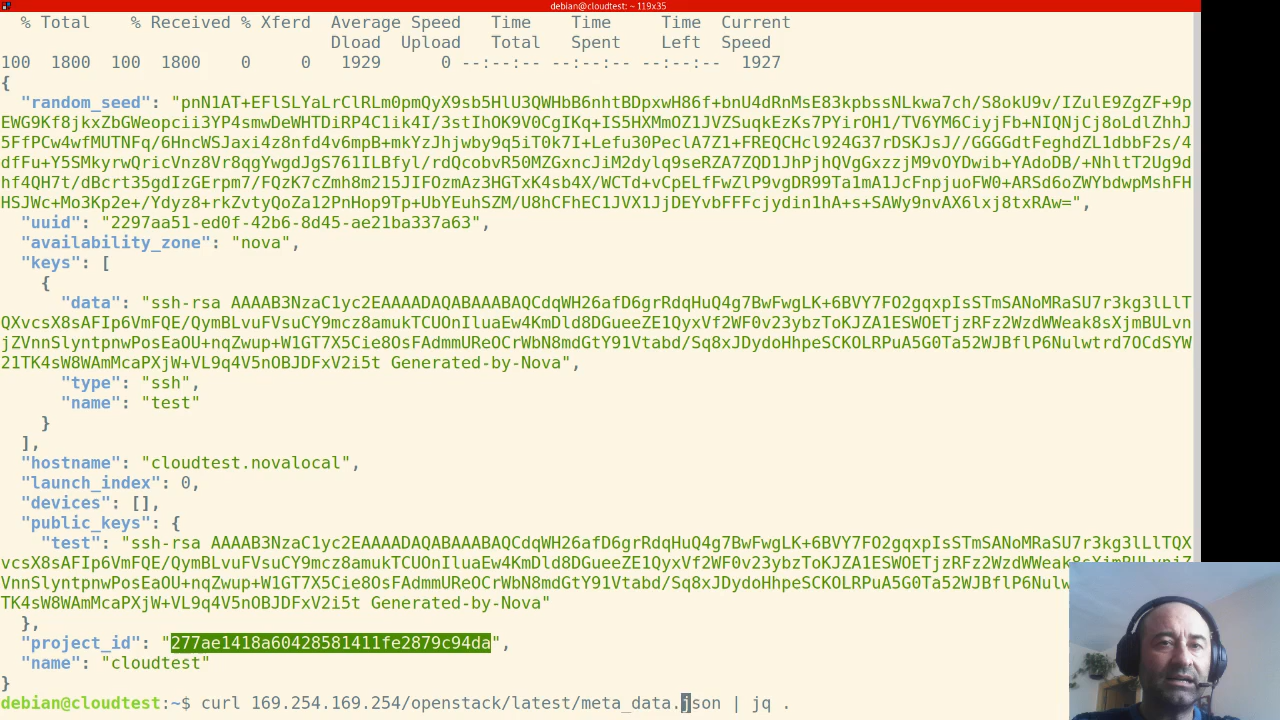 debian@cloudtest: ~ 119x35
% Total    % Received % Xferd  Average Speed   Time    Time     Time  Current
Dload  Upload   Total   Spent    Left  Speed
100  1800  100  1800    0     0   1929      0 --:--:-- --:--:-- --:--:--  1927
{
"random_seed": "pnN1AT+EFlSLYaLrClRLm0pmQyX9sb5HlU3QWHbB6nhtBDpxwH86f+bnU4dRnMsE83kpbssNLkwa7ch/S8okU9v/IZulE9ZgZF+9p
EWG9Kf8jkxZbGWeopcii3YP4smwDeWHTDiRP4C1ik4I/3stIhOK9V0CgIKq+IS5HXMmOZ1JVZSuqkEzKs7PYirOH1/TV6YM6CiyjFb+NIQNjCj8oLdlZhhJ
5FfPCw4wfMUTNFq/6HncWSJaxi4z8nfd4v6mpB+mkYzJhjwby9q5iT0k7I+Lefu30PeclA7Z1+FREQCHcl924G37rDSKJsJ//GGGGdtFeghdZL1dbbF2s/4
dfFu+Y5SMkyrwQricVnz8Vr8qgYwgdJgS761ILBfyl/rdQcobvR50MZGxncJiM2dylq9seRZA7ZQD1JhPjhQVgGxzzjM9vOYDwib+YAdoDB/+NhltT2Ug9d
hf4QH7t/dBcrt35gdIzGErpm7/FQzK7cZmh8m215JIFOzmAz3HGTxK4sb4X/WCTd+vCpELfFwZlP9vgDR99Ta1mA1JcFnpjuoFW0+ARSd6oZWYbdwpMshFH
HSJWc+Mo3Kp2e+/Ydyz8+rkZvtyQoZa12PnHop9Tp+UbYEuhSZM/U8hCFhEC1JVX1JjDEYvbFFFcjydin1hA+s+SAWy9nvAX6lxj8txRAw=",
"uuid": "2297aa51-ed0f-42b6-8d45-ae21ba337a63",
"availability_zone": "nova",
"keys": [
{
"data": "ssh-rsa AAAAB3NzaC1yc2EAAAADAQABAAABAQCdqWH26afD6grRdqHuQ4g7BwFwgLK+6BVY7FO2gqxpIsSTmSANoMRaSU7r3kg3lLlT
QXvcsX8sAFIp6VmFQE/QymBLvuFVsuCY9mcz8amukTCUOnIluaEw4KmDld8DGueeZE1QyxVf2WF0v23ybzToKJZA1ESWOETjzRFz2WzdWWeak8sXjmBULvn
jZVnnSlyntpnwPosEaOU+nqZwup+W1GT7X5Cie8OsFAdmmUReOCrWbN8mdGtY91Vtabd/Sq8xJDydoHhpeSCKOLRPuA5G0Ta52WJBflP6Nulwtrd7OCdSYW
21TK4sW8WAmMcaPXjW+VL9q4V5nOBJDFxV2i5t Generated-by-Nova",
"type": "ssh",
"name": "test"
}
],
"hostname": "cloudtest.novalocal",
"launch_index": 0,
"devices": [],
"public_keys": {
"test": "ssh-rsa AAAAB3NzaC1yc2EAAAADAQABAAABAQCdqWH26afD6grRdqHuQ4g7BwFwgLK+6BVY7FO2gqxpIsSTmSANoMRaSU7r3kg3lLlTQX
vcsX8sAFIp6VmFQE/QymBLvuFVsuCY9mcz8amukTCUOnIluaEw4KmDld8DGueeZE1QyxVf2WF0v23ybzToKJZA1ESWOETjzRFz2WzdWWeak8sXjmBULvnjZ
VnnSlyntpnwPosEaOU+nqZwup+W1GT7X5Cie8OsFAdmmUReOCrWbN8mdGtY91Vtabd/Sq8xJDydoHhpeSCKOLRPuA5G0Ta52WJBflP6Nulw
TK4sW8WAmMcaPXjW+VL9q4V5nOBJDFxV2i5t Generated-by-Nova"
},
"project_id": "277ae1418a60428581411fe2879c94da",
"name": "cloudtest"
}
debian@cloudtest:~$ curl 169.254.169.254/openstack/latest/meta_data.json | jq .